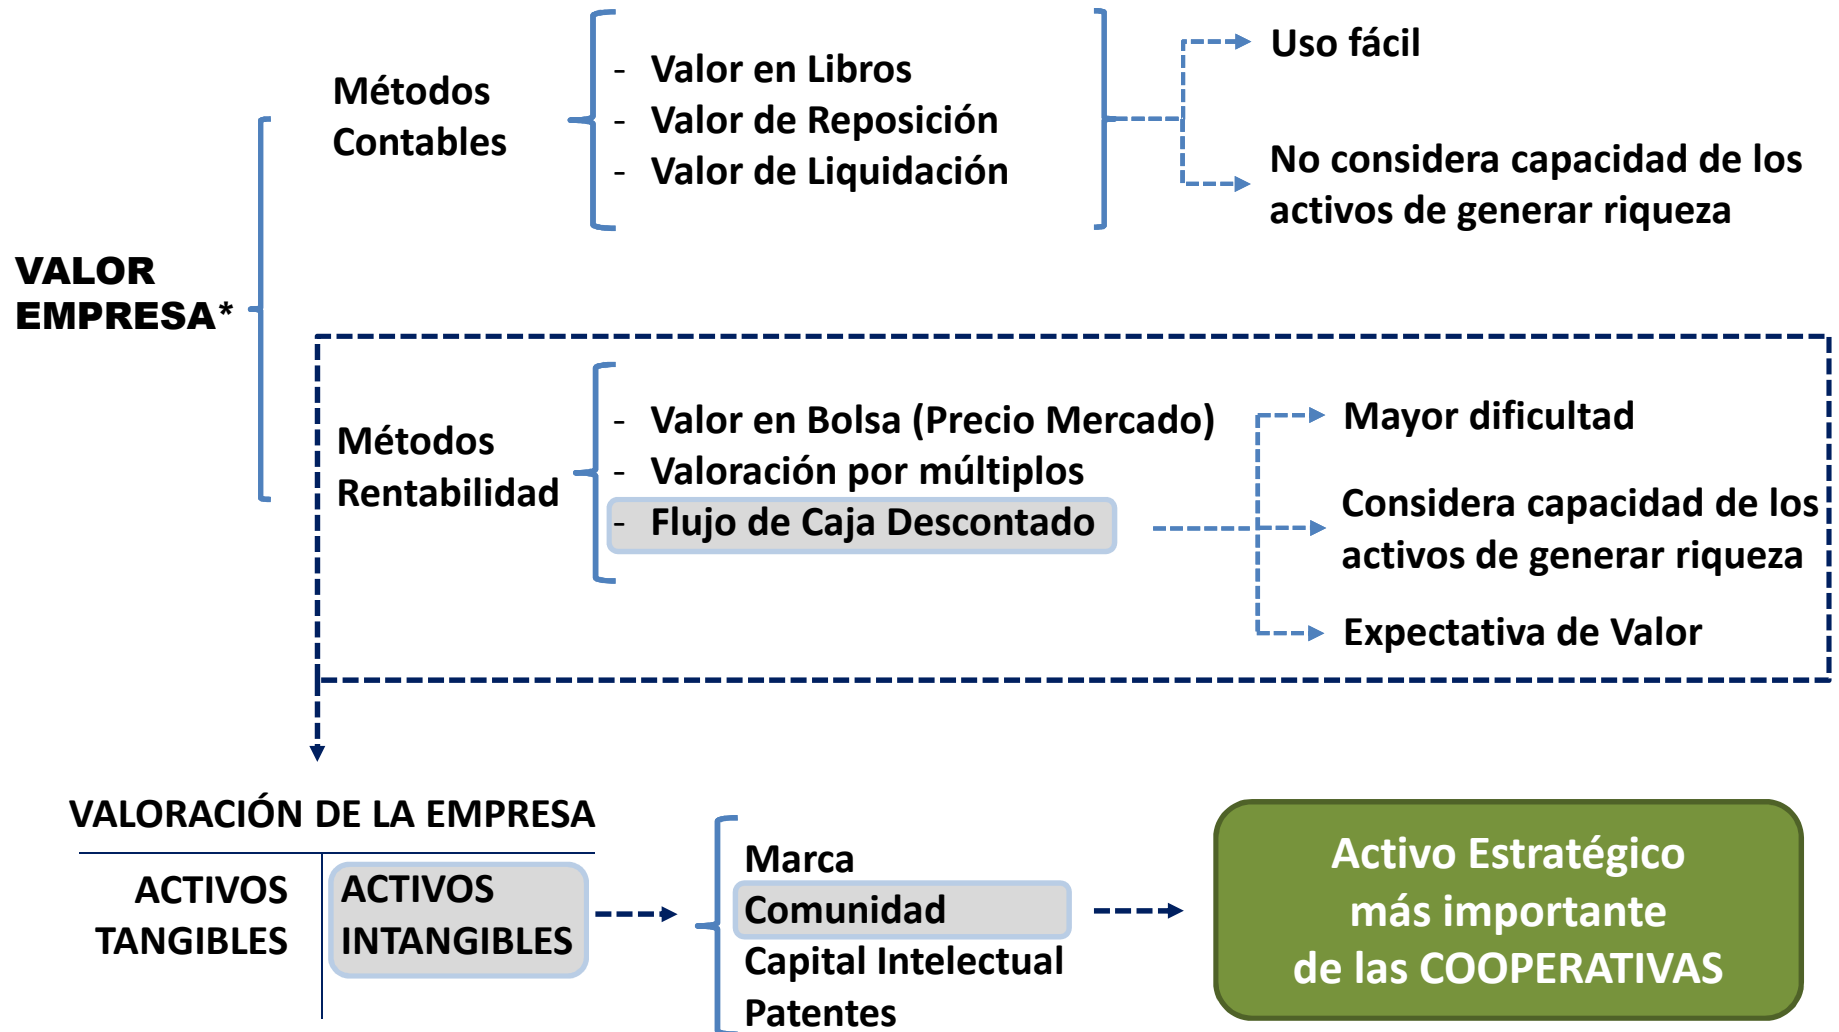 VALOR
EMPRESA*
Métodos
Contables
- Valor en Libros
- Valor de Reposición
- Valor de Liquidación
Uso fácil
No considera capacidad de los
activos de generar riqueza
Métodos
Rentabilidad
- Valor en Bolsa (Precio Mercado)
- Valoración por múltiplos
- Flujo de Caja Descontado
Mayor dificultad
Considera capacidad de los
activos de generar riqueza
Expectativa de Valor
VALORACIÓN DE LA EMPRESA
ACTIVOS
TANGIBLES
ACTIVOS
INTANGIBLES
Marca
Comunidad
Capital Intelectual
Patentes
Activo Estratégico
más importante
de las COOPERATIVAS